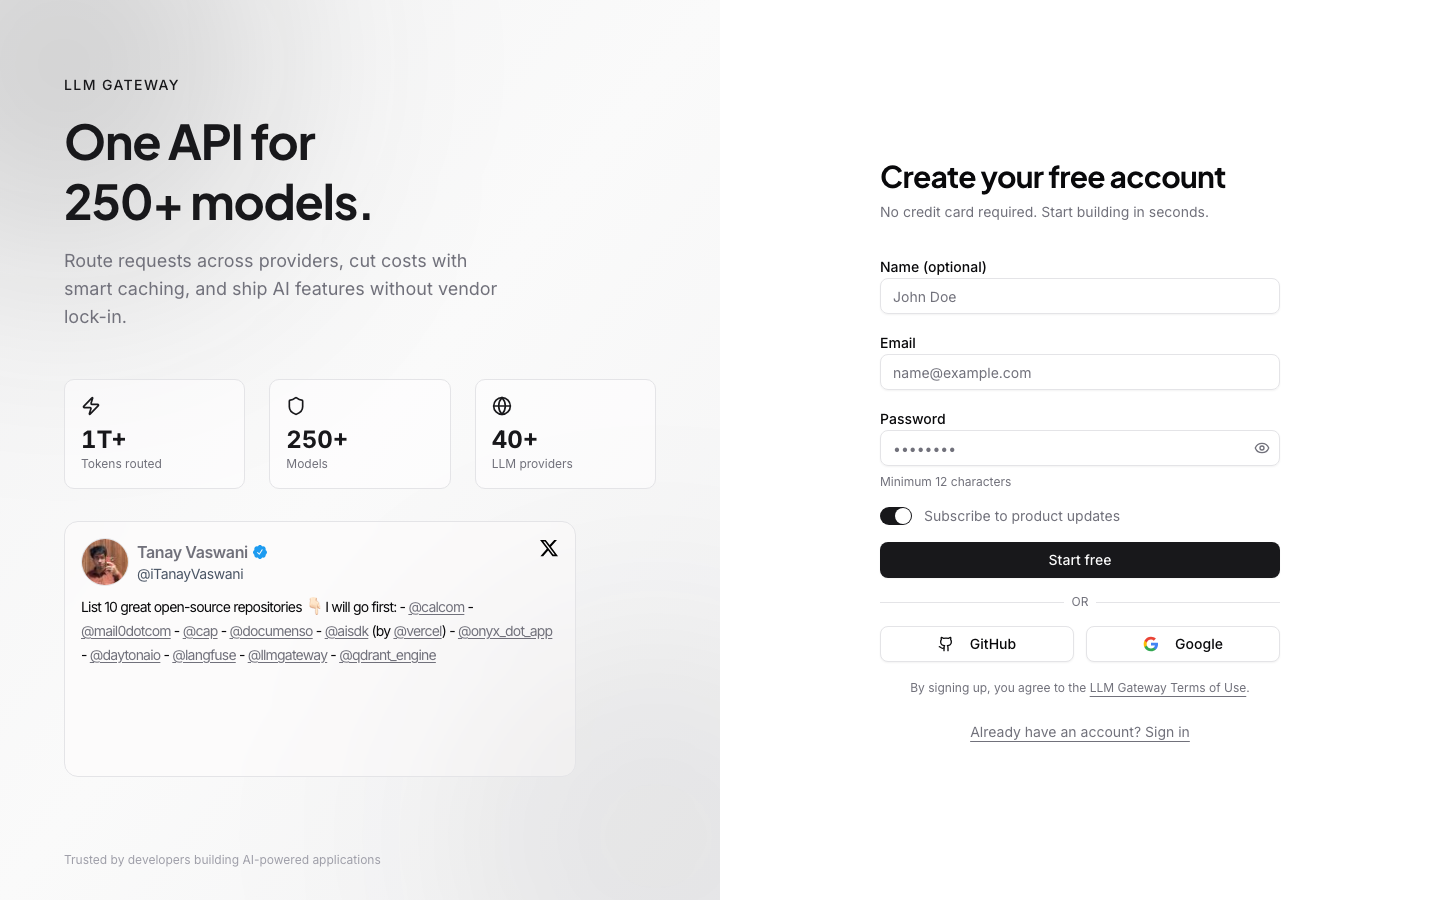 LLM GATEWAY
One API for
250+ models.
Route requests across providers, cut costs with
smart caching, and ship AI features without vendor
lock-in.
1T+
Tokens routed
250+
Models
40+
LLM providers
Tanay Vaswani
@iTanayVaswani
List 10 great open-source repositories 👇🏻 I will go first: - @calcom -
@mail0dotcom - @cap - @documenso - @aisdk (by @vercel) - @onyx_dot_app
- @daytonaio - @langfuse - @llmgateway - @qdrant_engine
Trusted by developers building AI-powered applications
Create your free account
No credit card required. Start building in seconds.
Name (optional)
John Doe
Email
name@example.com
Password
••••••••
Minimum 12 characters
Subscribe to product updates
Start free
OR
GitHub
Google
By signing up, you agree to the LLM Gateway Terms of Use.
Already have an account? Sign in